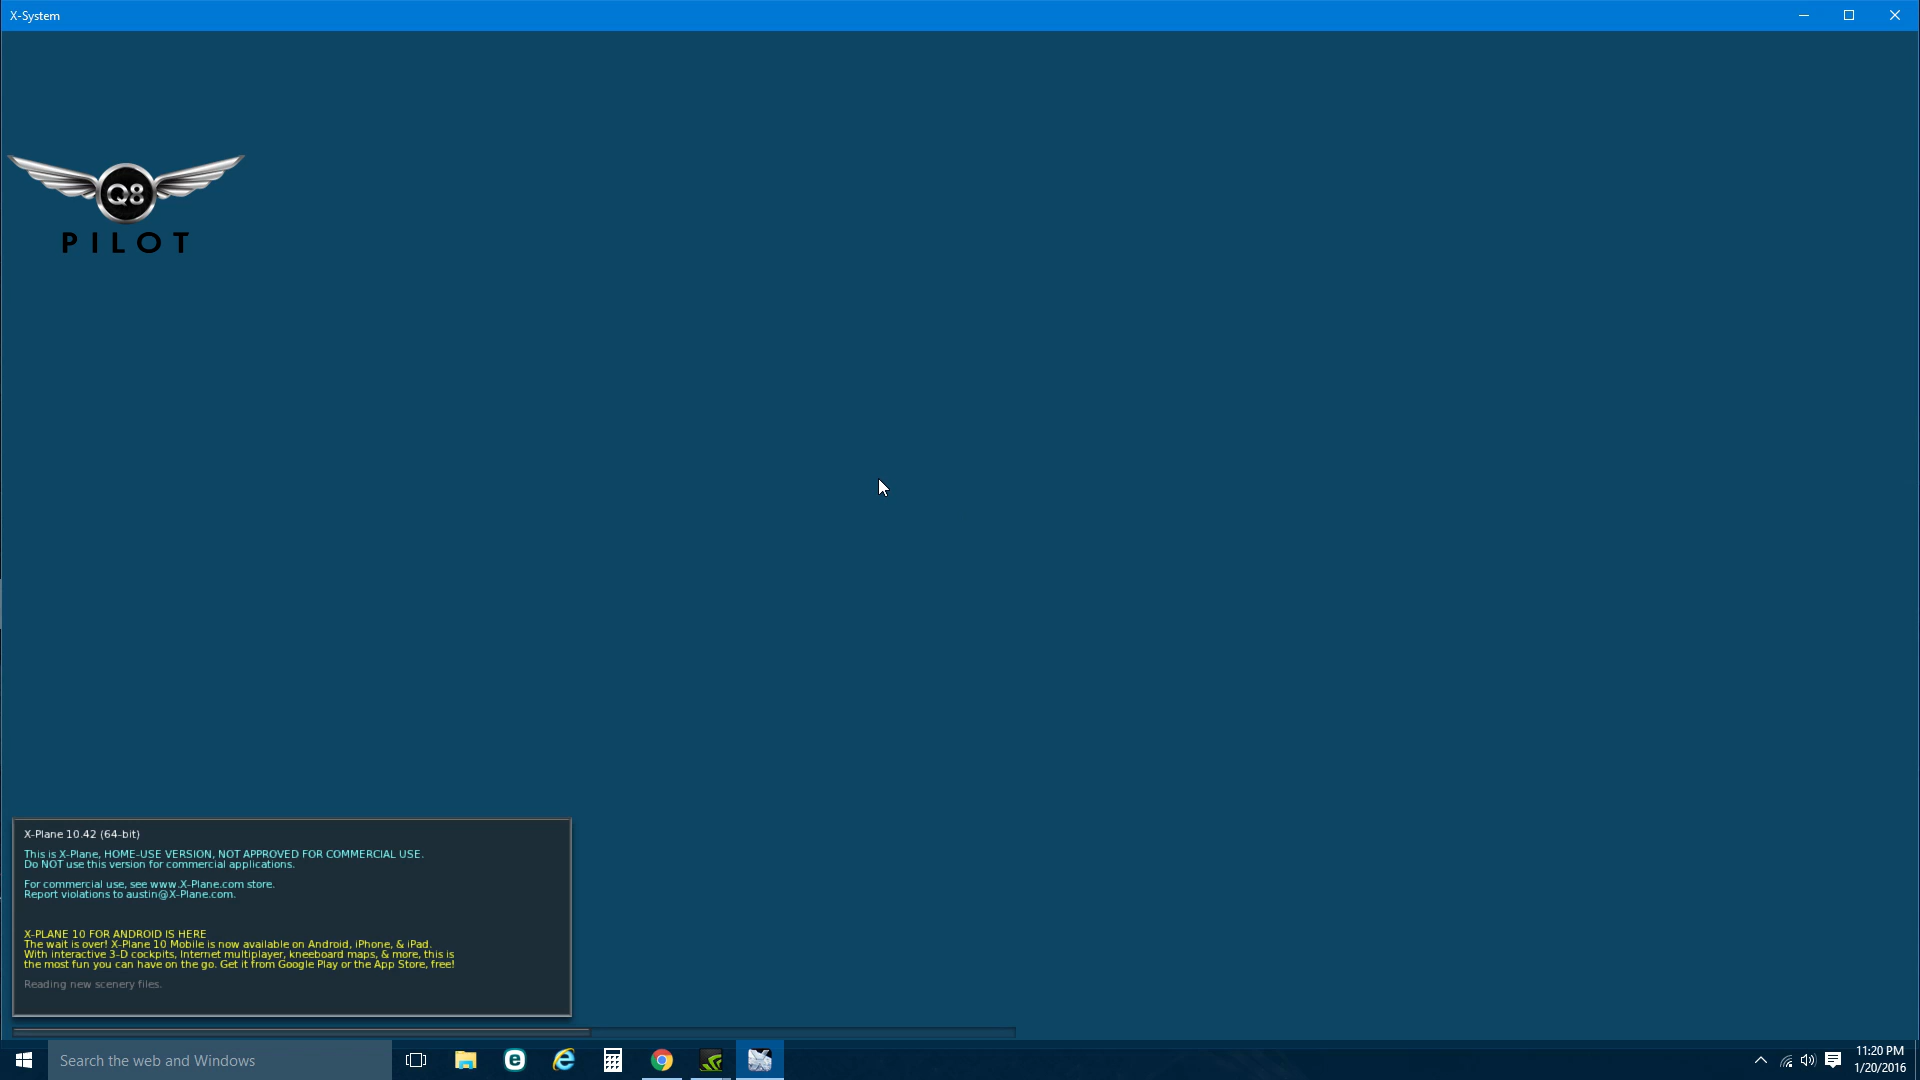 X-System
Q8
PILOT
X-Plane 10.42 (64-bit)
This is X-Plane, HOME-USE VERSION, NOT APPROVED FOR COMMERCIAL USE.
Do NOT use this version for commercial applications.
For commercial use, see www.X-Plane.com store.
Report violations to austin@X-Plane.com.
X-PLANE 10 FOR ANDROID IS HERE
The wait is over! X-Plane 10 Mobile is now available on Android, iPhone, & iPad.
With interactive 3-D cockpits, Internet multiplayer, kneeboard maps, & more, this is
the most fun you can have on the go. Get it from Google Play or the App Store, free!
Reading new scenery files.
Search the web and Windows
11:20 PM
1/20/2016